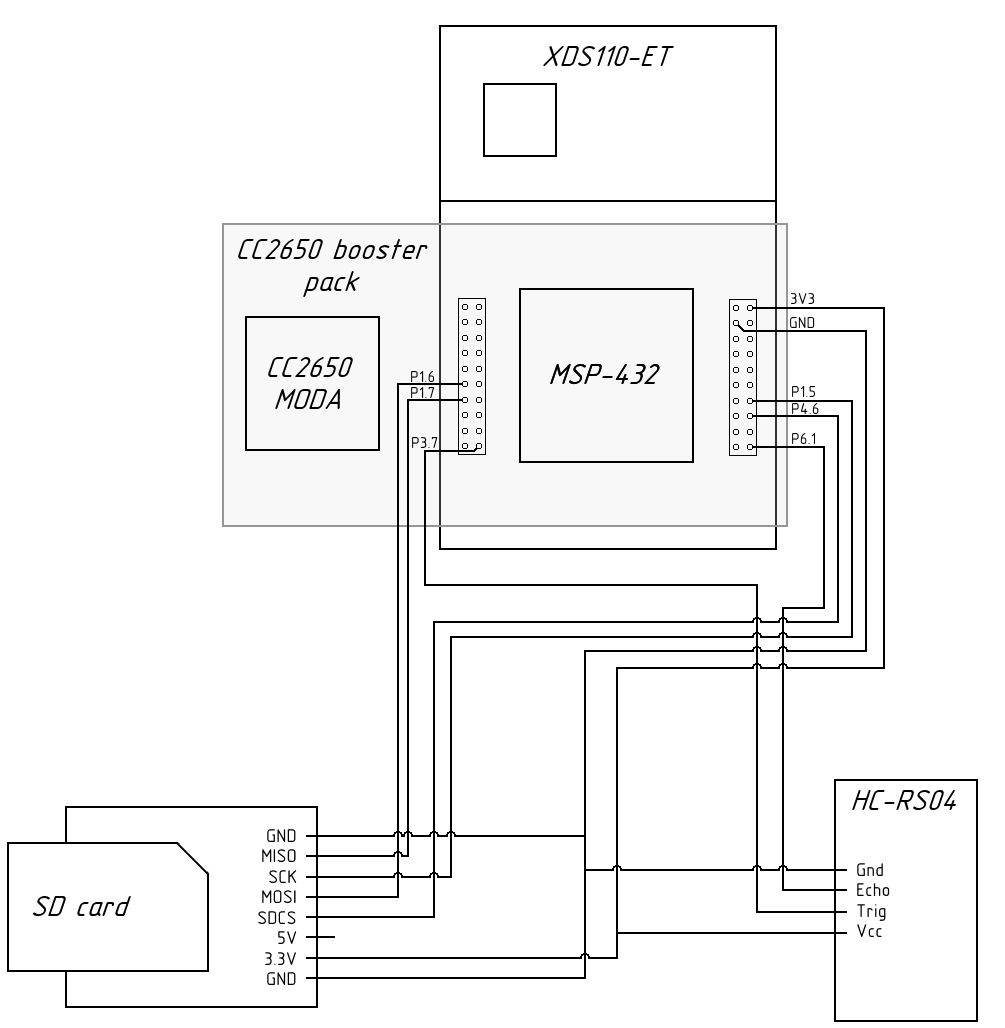 XDS110-ET
CC2650 booster
pack
CC2650
MODA
MSP-432
P1.6
P1.7
P3.7
3V3
GND
P1.5
P4.6
P6.1
SD card
GND
MISO
SCK
MOSI
SDCS
5V
3.3V
GND
HC-RS04
Gnd
Echo
Trig
Vcc